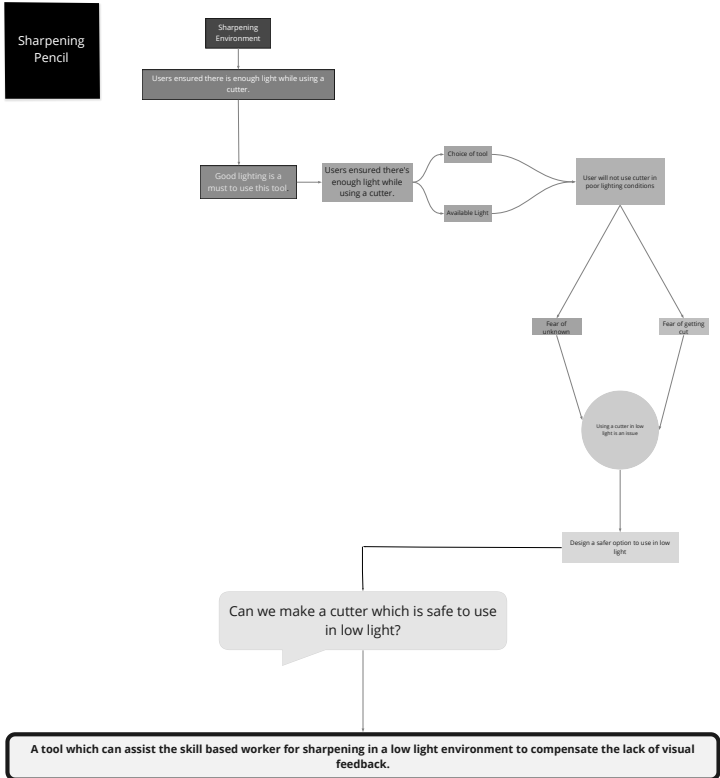 Sharpening
Pencil
Sharpening
Environment
Users ensured there is enough light while using a
cutter.
Good lighting is a
must to use this tool.
Users ensured there's
enough light while
using a cutter.
Choice of tool
Available Light
User will not use cutter in
poor lighting conditions
Fear of
unknown
Fear of getting
cut
Using a cutter in low
light is an issue
Design a safer option to use in low
light
Can we make a cutter which is safe to use
in low light?
A tool which can assist the skill based worker for sharpening in a low light environment to compensate the lack of visual
feedback.